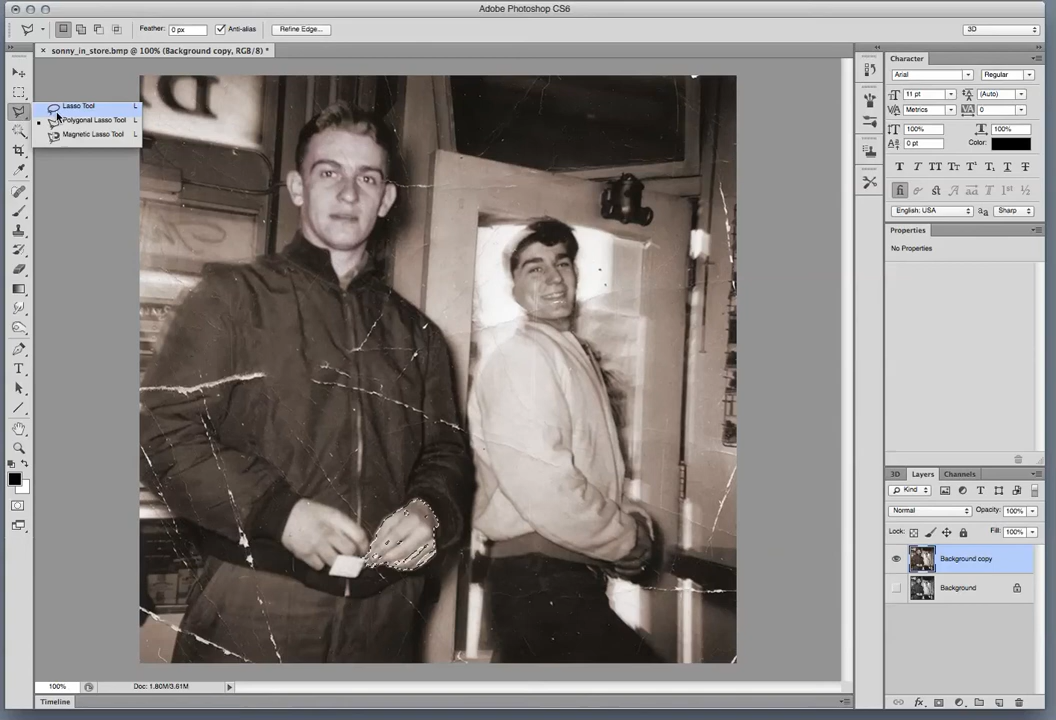 Adobe Photoshop CS6
Feather: 0 px Anti-alias Refine Edge... 3D
× sonny_in_store.bmp @ 100% (Background copy, RGB/8) *
Lasso Tool L
Polygonal Lasso Tool L
Magnetic Lasso Tool L
Character
Arial Regular
11 pt (Auto)
Metrics 0
100% 100%
0 pt Color:
English: USA Sharp
Properties
No Properties
3D Layers Channels
Kind
Normal Opacity: 100%
Lock: Fill: 100%
Background copy
Background
100% Doc: 1.80M/3.61M
Timeline